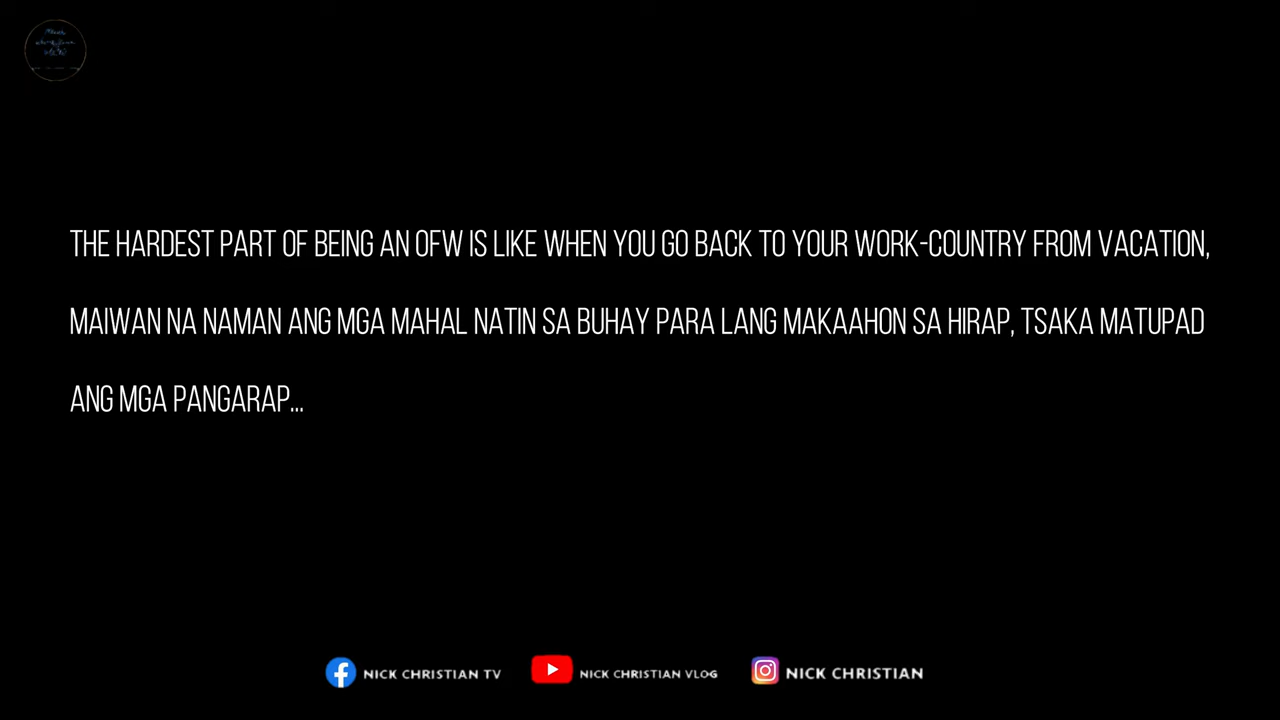 THE HARDEST PART OF BEING AN OFW IS LIKE WHEN YOU GO BACK TO YOUR WORK-COUNTRY FROM VACATION,
MAIWAN NA NAMAN ANG MGA MAHAL NATIN SA BUHAY PARA LANG MAKAAHON SA HIRAP, TSAKA MATUPAD
ANG MGA PANGARAP...
NICK CHRISTIAN TV NICK CHRISTIAN VLOG NICK CHRISTIAN